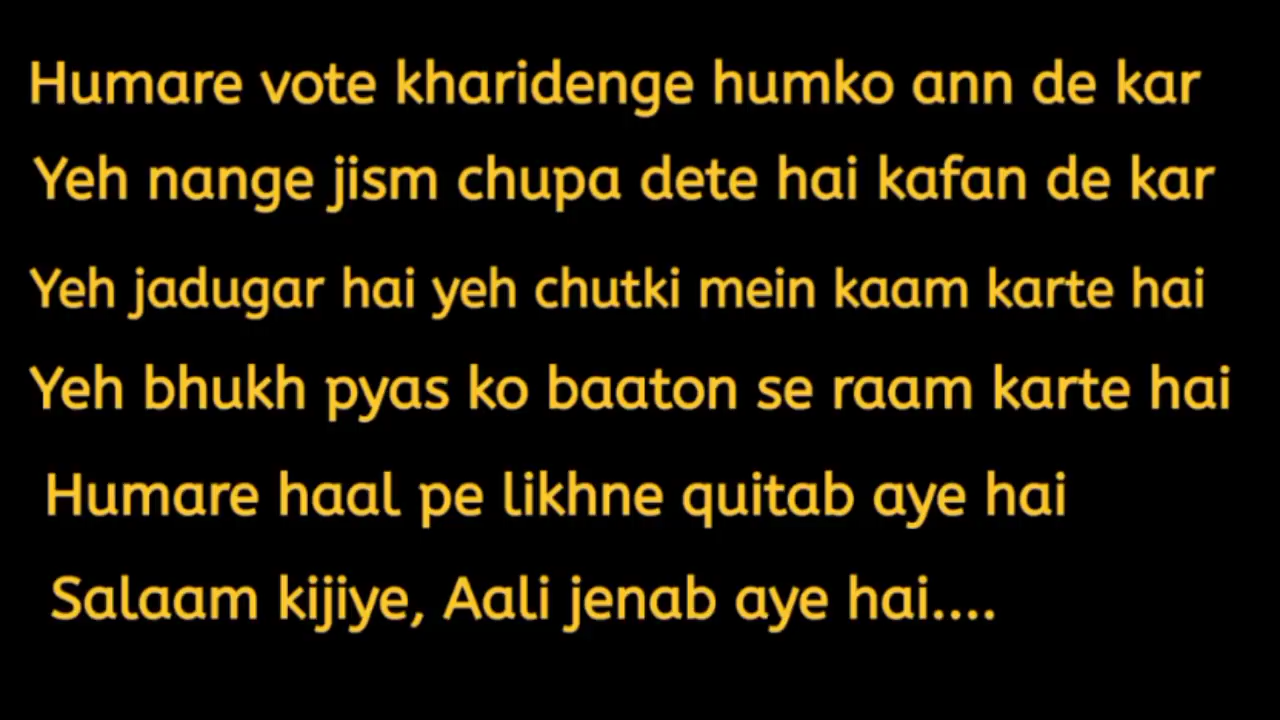 Humare vote kharidenge humko ann de kar
Yeh nange jism chupa dete hai kafan de kar
Yeh jadugar hai yeh chutki mein kaam karte hai
Yeh bhukh pyas ko baaton se raam karte hai
Humare haal pe likhne quitab aye hai
Salaam kijiye, Aali jenab aye hai....